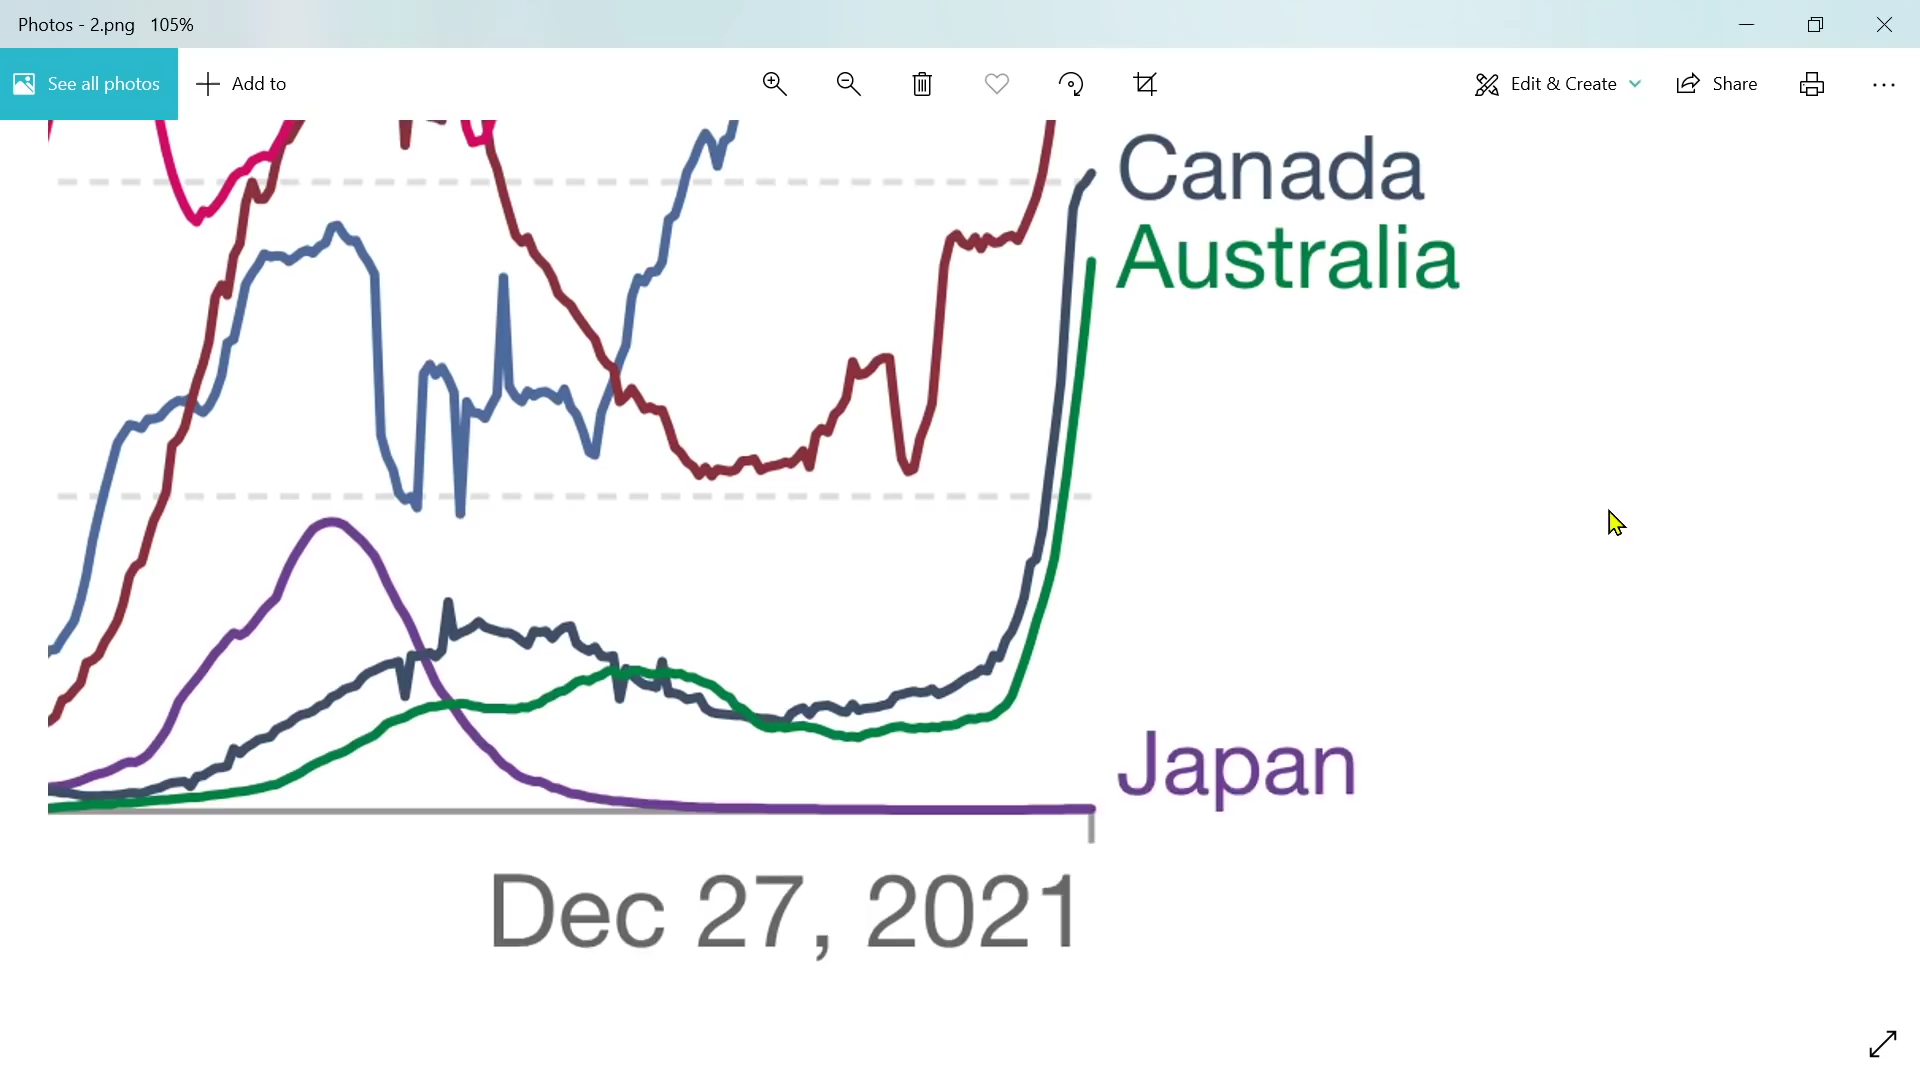 Photos - 2.png 105%
See all photos
Add to
Edit & Create
Share
Canada
Australia
Japan
Dec 27, 2021